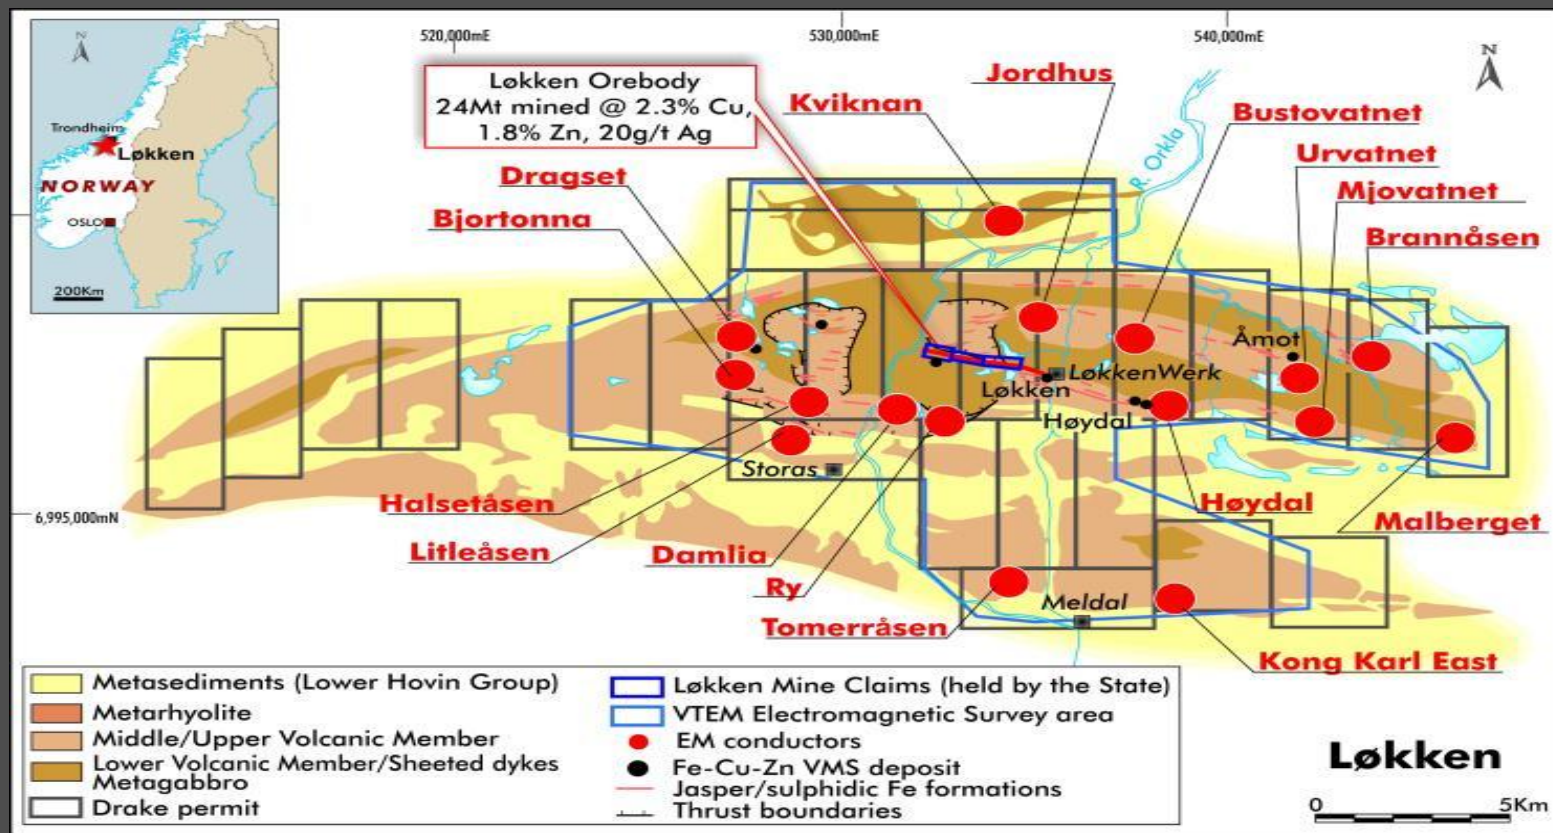 520,000mE
530,000mE
540,000mE
N
N
Trondheim
Løkken
NORWAY
OSLO
200Km
Løkken Orebody
24Mt mined @ 2.3% Cu,
1.8% Zn, 20g/t Ag
Jordhus
Kviknan
Bustovatnet
R. Orkla
Urvatnet
Dragset
Mjovatnet
Bjortonna
Brannåsen
Åmot
LøkkenWerk
Løkken
Høydal
Storas
Halsetåsen
Høydal
6,995,000mN
Malberget
Litleåsen
Damlia
Ry
Meldal
Tomerråsen
Kong Karl East
Metasediments (Lower Hovin Group)
Metarhyolite
Middle/Upper Volcanic Member
Lower Volcanic Member/Sheeted dykes
Metagabbro
Drake permit
Løkken Mine Claims (held by the State)
VTEM Electromagnetic Survey area
EM conductors
Fe-Cu-Zn VMS deposit
Jasper/sulphidic Fe formations
Thrust boundaries
Løkken
0 5Km